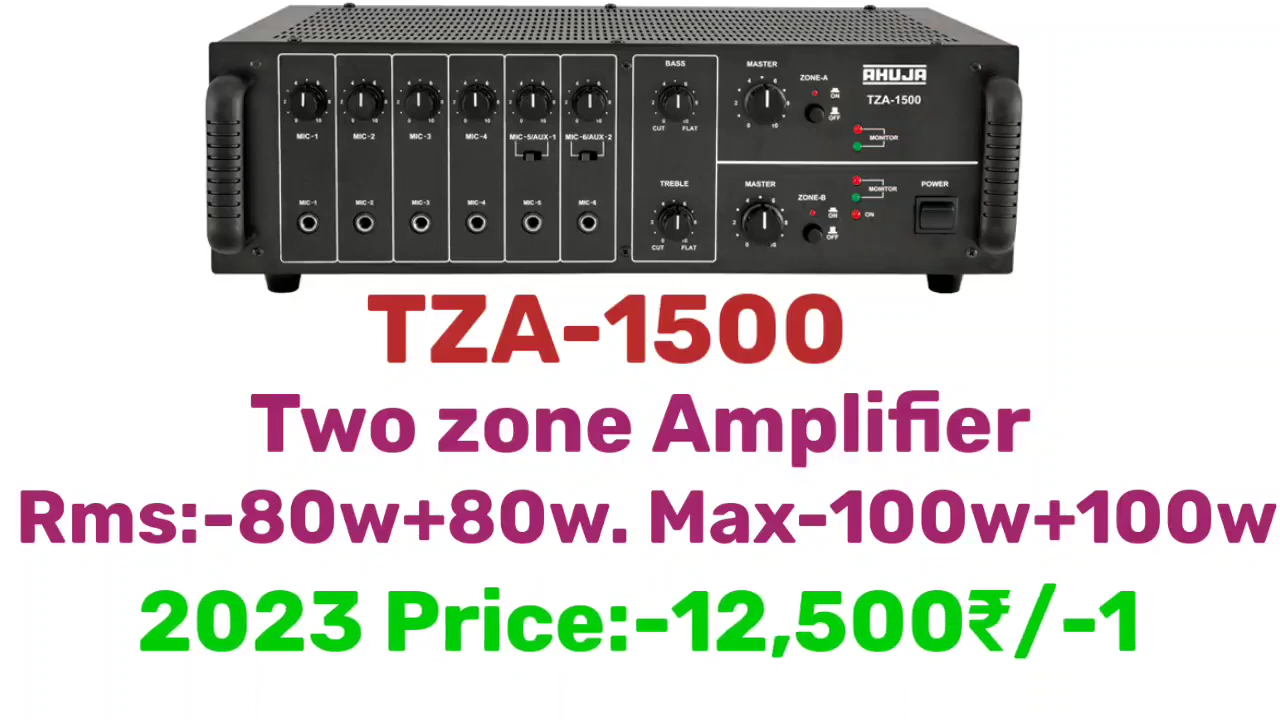 BASS
MASTER
ZONE-A
ON
OFF
AHUJA
TZA-1500
MIC-1 MIC-2 MIC-3 MIC-4 MIC-5/AUX-1 MIC-6/AUX-2
CUT FLAT
MONITOR
TREBLE
MASTER
ZONE-B
ON
OFF
MONITOR
ON
POWER
MIC-1 MIC-2 MIC-3 MIC-4 MIC-5 MIC-6
CUT FLAT
TZA-1500
Two zone Amplifier
Rms:-80w+80w. Max-100w+100w
2023 Price:-12,500₹/-1